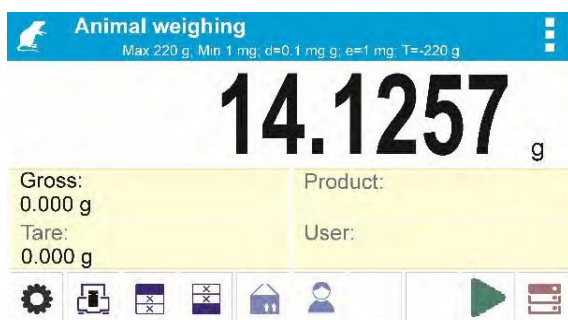 Animal weighing
Max 220 g; Min 1 mg; d=0.1 mg g; e=1 mg; T=-220 g
14.1257 g
Gross:
0.000 g
Product:
Tare:
0.000 g
User: